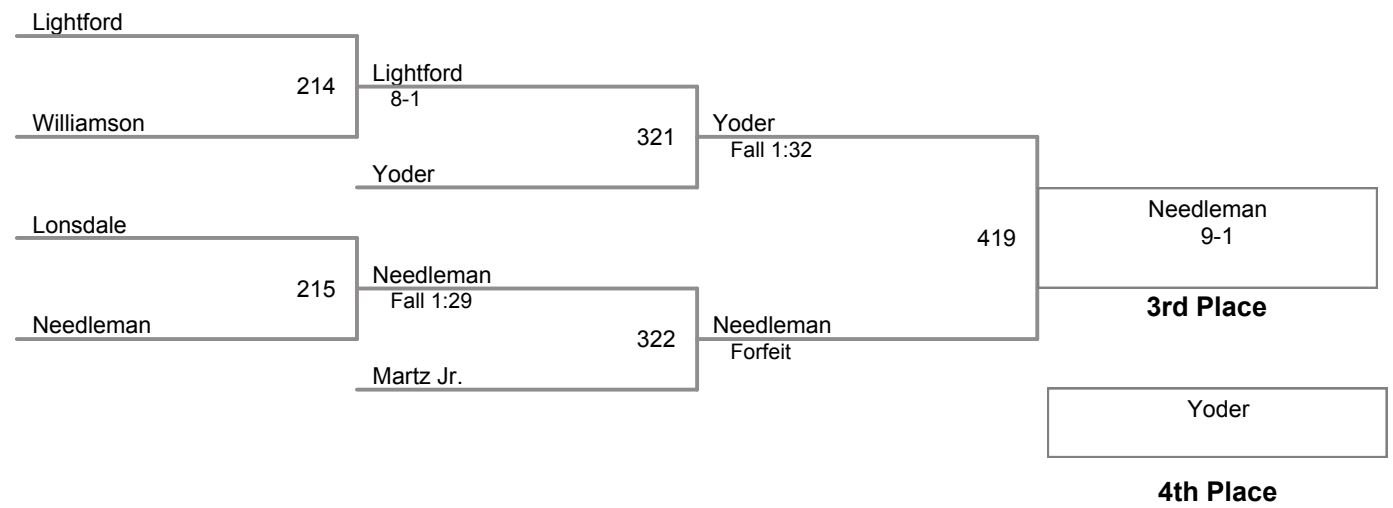 Lightford
214
Williamson
Lightford
8-1
321
Yoder
Yoder
Fall 1:32
Lonsdale
215
Needleman
Needleman
Fall 1:29
322
Martz Jr.
Needleman
Forfeit
419
Needleman
9-1
3rd Place
Yoder
4th Place